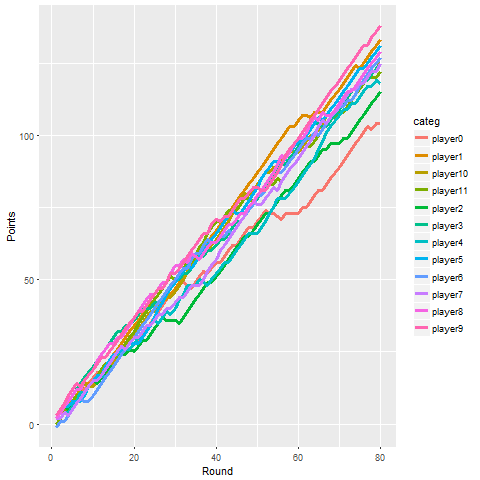 100
50
0
Points
0
20
40
60
80
Round
categ
player0
player1
player10
player11
player2
player3
player4
player5
player6
player7
player8
player9